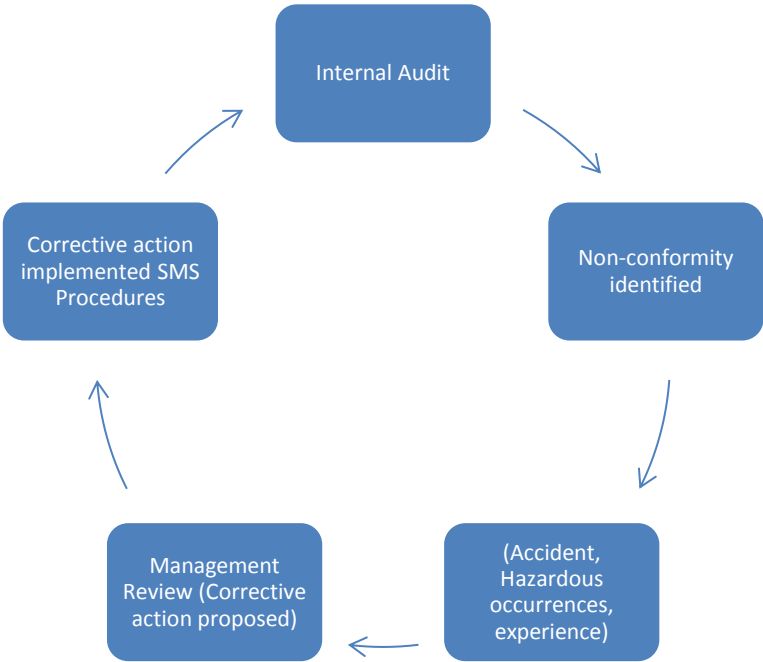 Internal Audit
Non-conformity
identified
(Accident,
Hazardous
occurrences,
experience)
Management
Review (Corrective
action proposed)
Corrective action
implemented SMS
Procedures